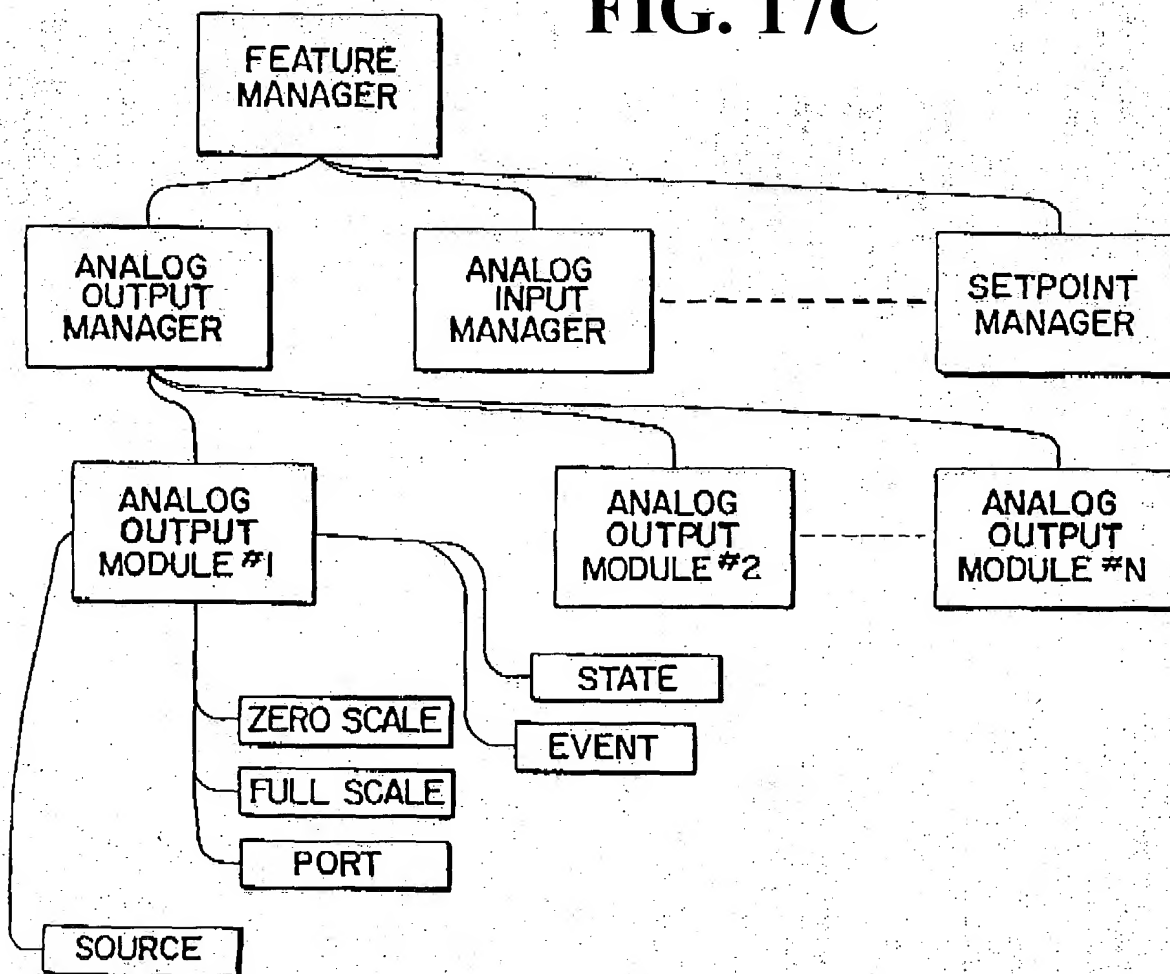 FIG. 17C
FEATURE
MANAGER
ANALOG
OUTPUT
MANAGER
ANALOG
INPUT
MANAGER
SETPOINT
MANAGER
ANALOG
OUTPUT
MODULE #1
ANALOG
OUTPUT
MODULE #2
ANALOG
OUTPUT
MODULE #N
STATE
ZERO SCALE
EVENT
FULL SCALE
PORT
SOURCE